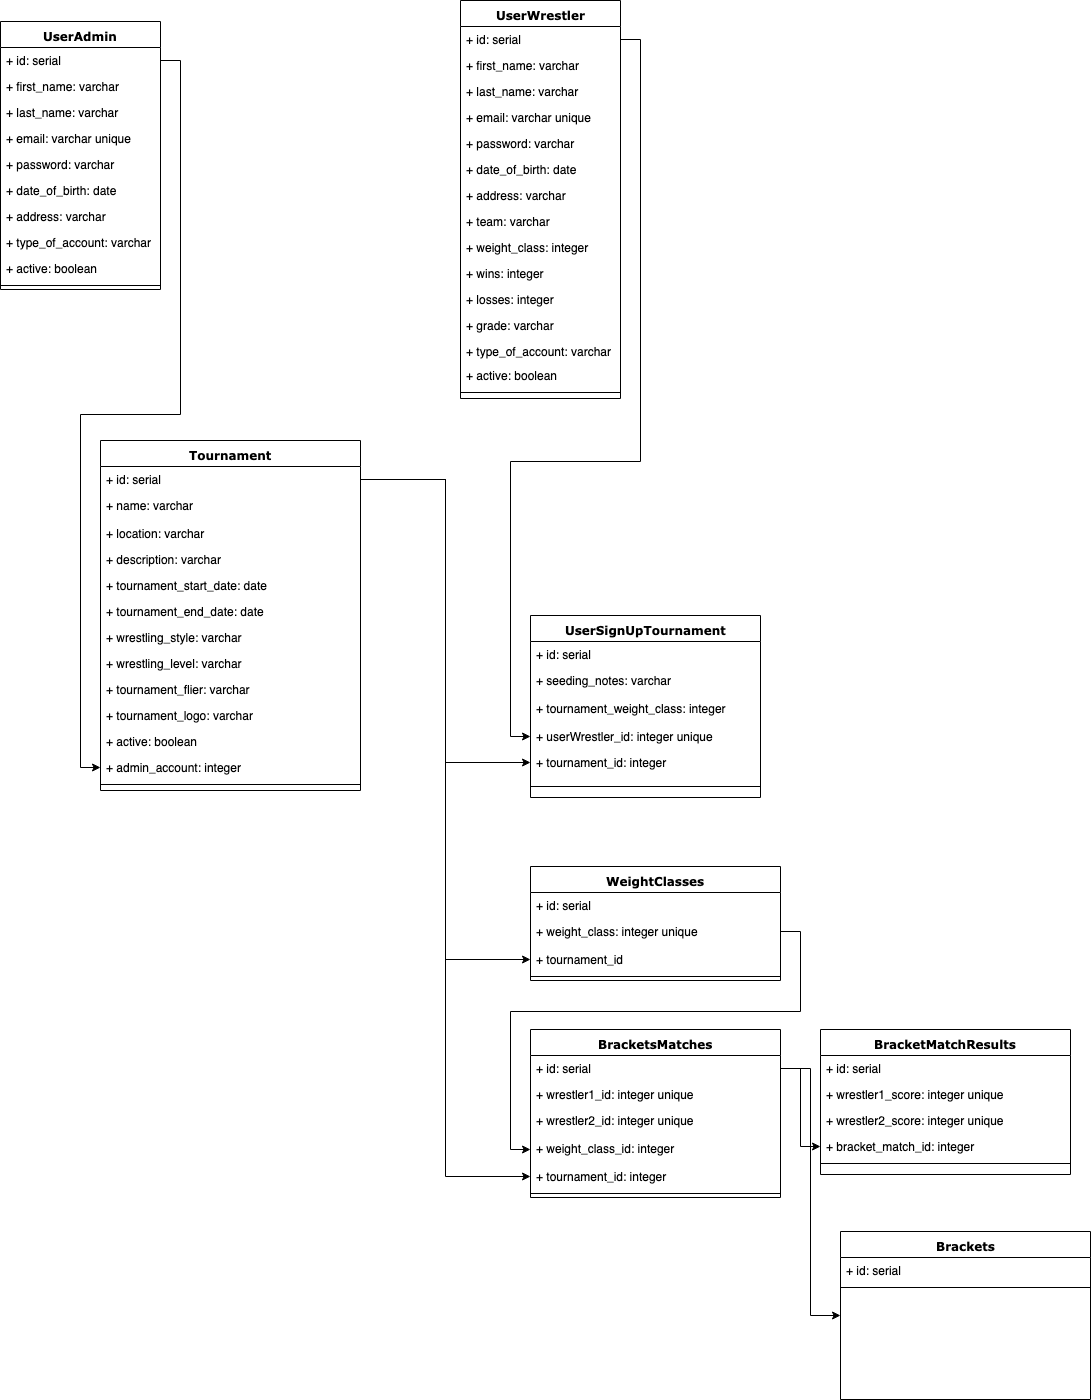 UserAdmin
+ id: serial
+ first_name: varchar
+ last_name: varchar
+ email: varchar unique
+ password: varchar
+ date_of_birth: date
+ address: varchar
+ type_of_account: varchar
+ active: boolean
UserWrestler
+ id: serial
+ first_name: varchar
+ last_name: varchar
+ email: varchar unique
+ password: varchar
+ date_of_birth: date
+ address: varchar
+ team: varchar
+ weight_class: integer
+ wins: integer
+ losses: integer
+ grade: varchar
+ type_of_account: varchar
+ active: boolean
Tournament
+ id: serial
+ name: varchar
+ location: varchar
+ description: varchar
+ tournament_start_date: date
+ tournament_end_date: date
+ wrestling_style: varchar
+ wrestling_level: varchar
+ tournament_flier: varchar
+ tournament_logo: varchar
+ active: boolean
+ admin_account: integer
UserSignUpTournament
+ id: serial
+ seeding_notes: varchar
+ tournament_weight_class: integer
+ userWrestler_id: integer unique
+ tournament_id: integer
WeightClasses
+ id: serial
+ weight_class: integer unique
+ tournament_id
BracketsMatches
+ id: serial
+ wrestler1_id: integer unique
+ wrestler2_id: integer unique
+ weight_class_id: integer
+ tournament_id: integer
BracketMatchResults
+ id: serial
+ wrestler1_score: integer unique
+ wrestler2_score: integer unique
+ bracket_match_id: integer
Brackets
+ id: serial